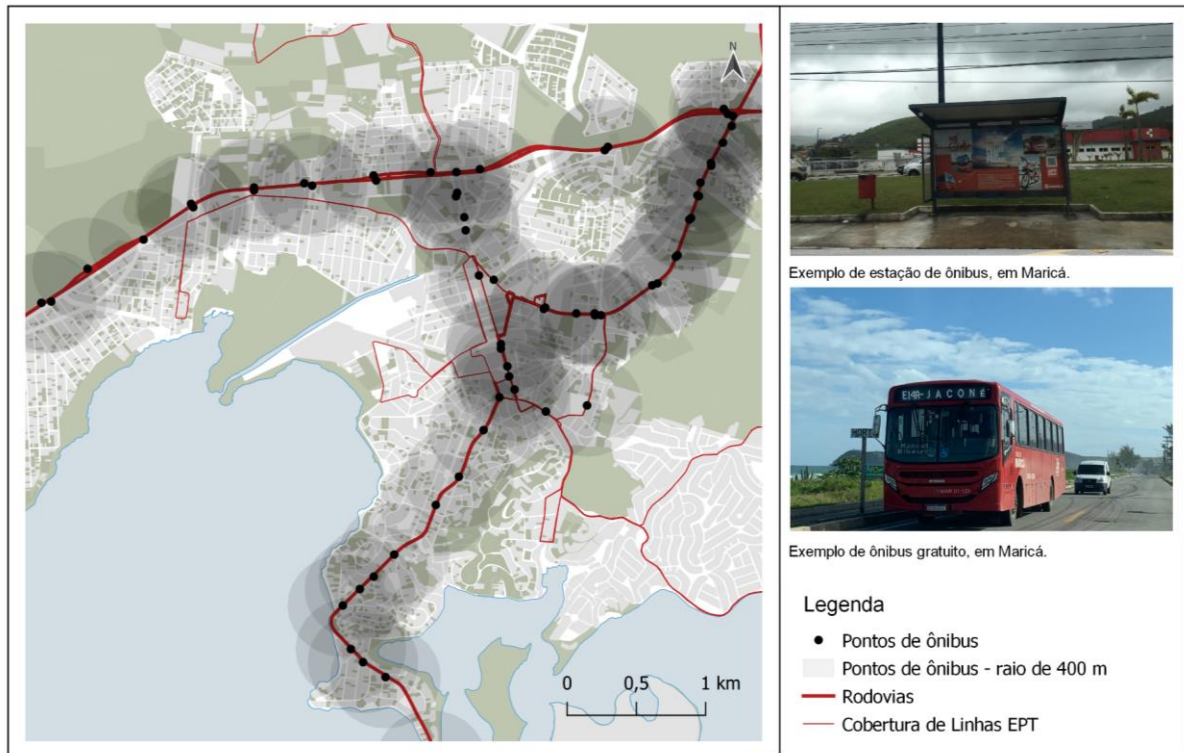 N
0
0,5
1 km
Exemplo de estação de ônibus, em Maricá.
E14R-JACONÉ
Exemplo de ônibus gratuito, em Maricá.
Legenda
Pontos de ônibus
Pontos de ônibus - raio de 400 m
Rodovias
Cobertura de Linhas EPT